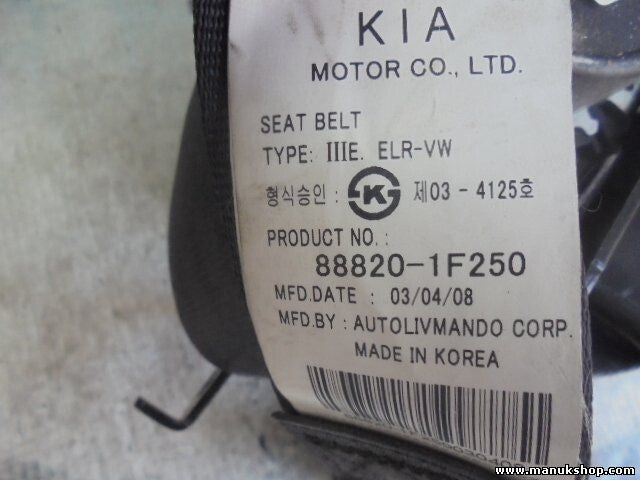 KIA
MOTOR CO., LTD.
SEAT BELT
TYPE: IIIE. ELR-VW
형식승인 : K 제03 - 4125호
PRODUCT NO. :
88820-1F250
MFD.DATE : 03/04/08
MFD.BY : AUTOLIVMANDO CORP.
MADE IN KOREA
www.manukshop.com